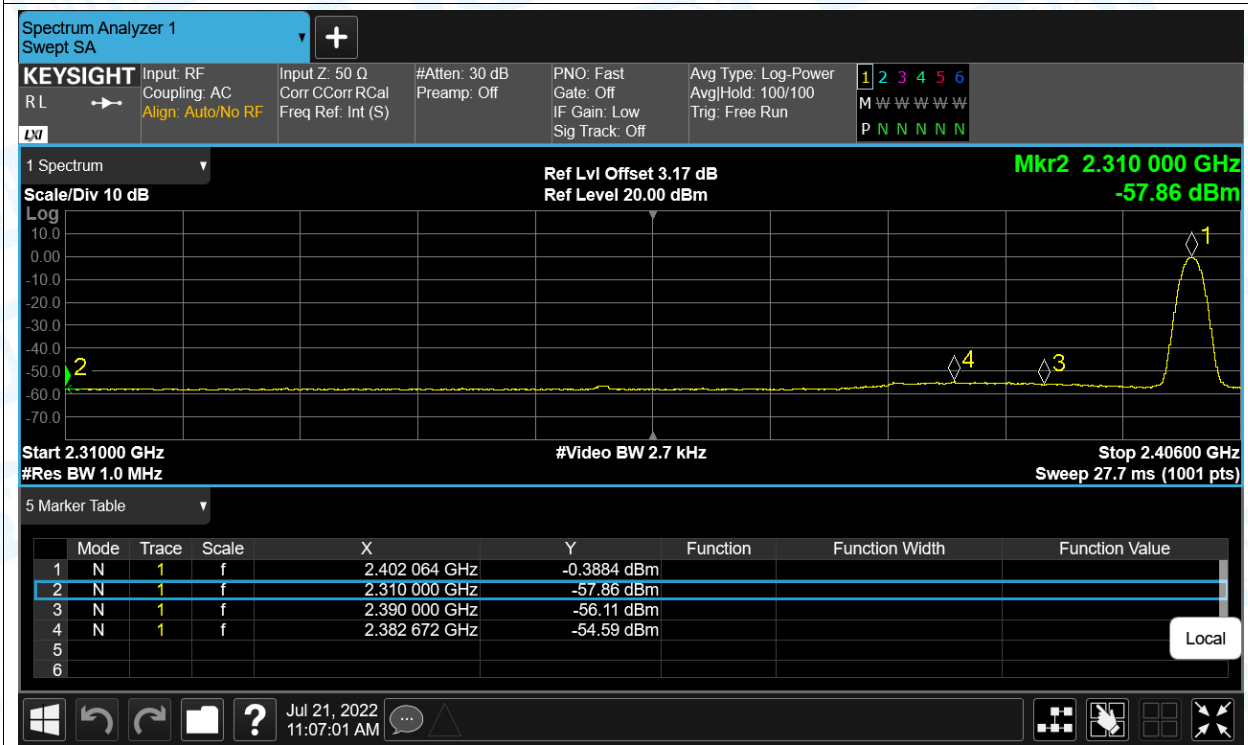 Spectrum Analyzer 1
Swept SA
KEYSIGHT
RL
LXI
Input: RF
Coupling: AC
Align: Auto/No RF
Input Z: 50 Ω
Corr CCorr RCal
Freq Ref: Int (S)
#Atten: 30 dB
Preamp: Off
PNO: Fast
Gate: Off
IF Gain: Low
Sig Track: Off
Avg Type: Log-Power
Avg|Hold: 100/100
Trig: Free Run
1 2 3 4 5 6
M W W W W W
P N N N N N
1 Spectrum
Scale/Div 10 dB
Ref Lvl Offset 3.17 dB
Ref Level 20.00 dBm
Mkr2 2.310 000 GHz
-57.86 dBm
Log
10.0
0.00
-10.0
-20.0
-30.0
-40.0
-50.0
-60.0
-70.0
1
2
4
3
Start 2.31000 GHz
#Res BW 1.0 MHz
#Video BW 2.7 kHz
Stop 2.40600 GHz
Sweep 27.7 ms (1001 pts)
5 Marker Table
Mode Trace Scale X Y Function Function Width Function Value
1 N 1 f 2.402 064 GHz -0.3884 dBm
2 N 1 f 2.310 000 GHz -57.86 dBm
3 N 1 f 2.390 000 GHz -56.11 dBm
4 N 1 f 2.382 672 GHz -54.59 dBm
5
6
Local
?
Jul 21, 2022
11:07:01 AM